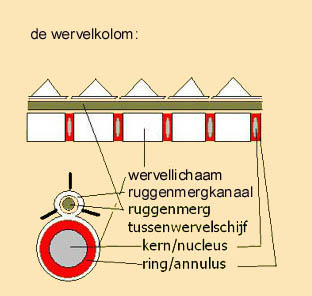 de wervelkolom:
wervellichaam
ruggenmergkanaal
ruggenmerg
tussenwervelschijf
kern/nucleus
ring/annulus